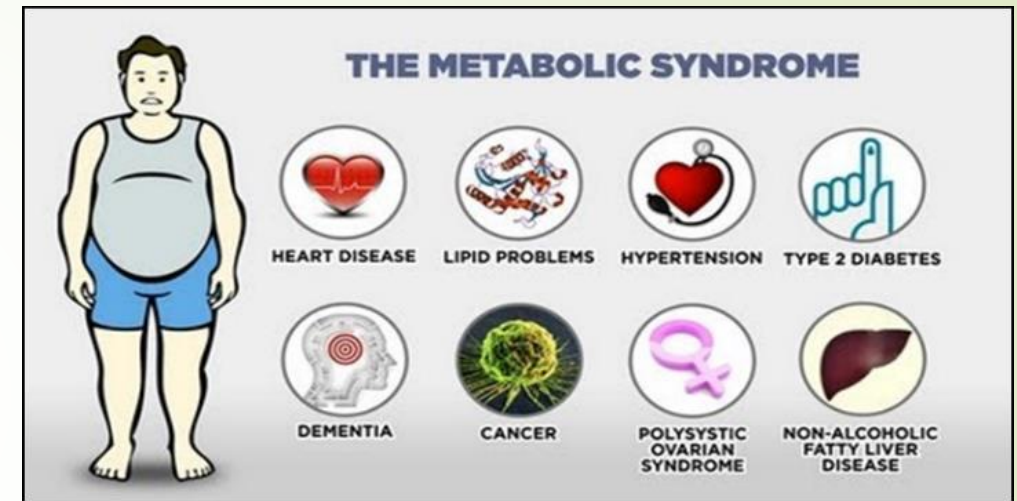 THE METABOLIC SYNDROME
HEART DISEASE
LIPID PROBLEMS
HYPERTENSION
TYPE 2 DIABETES
DEMENTIA
CANCER
POLYSYSTIC
OVARIAN
SYNDROME
NON-ALCOHOLIC
FATTY LIVER
DISEASE